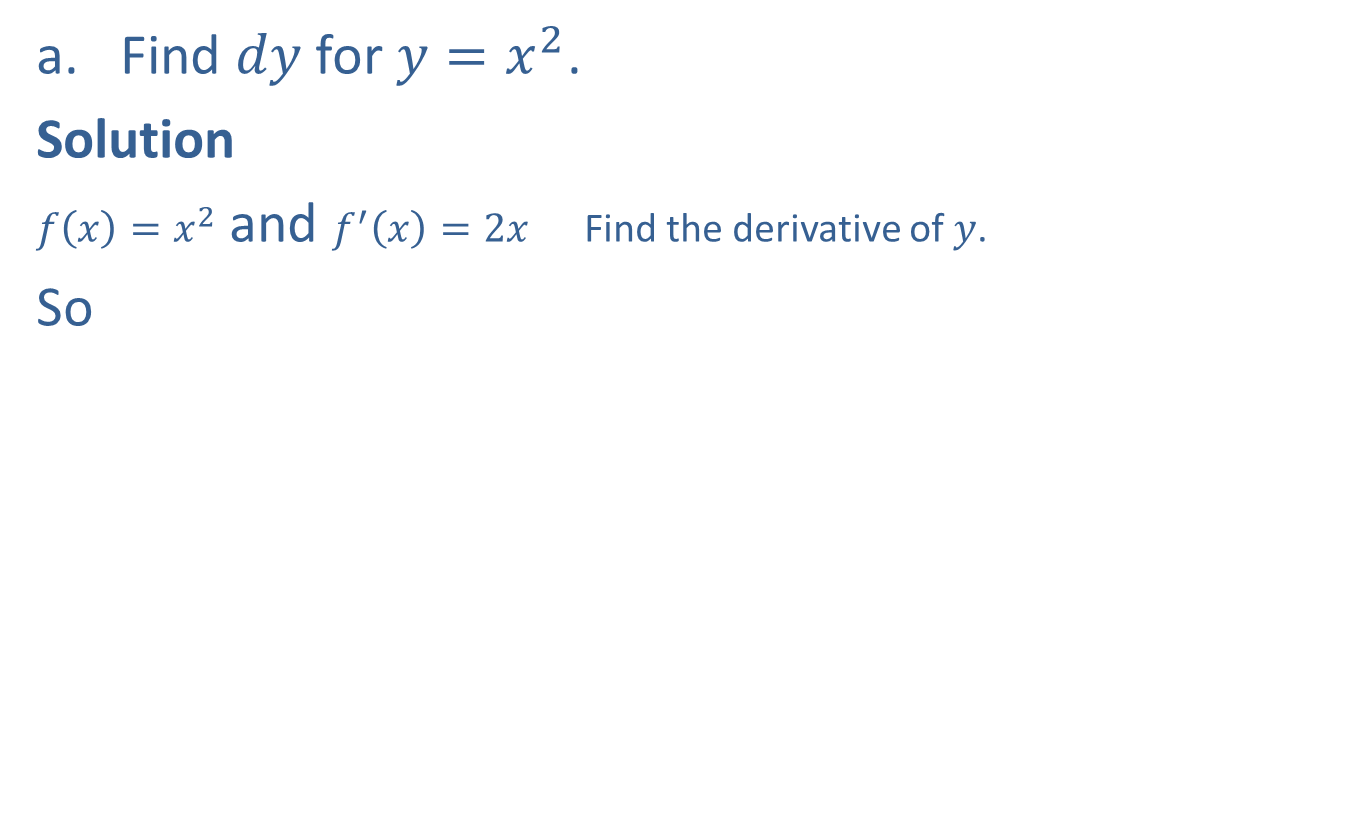 a. Find dy for y = x².
Solution
f(x) = x² and f′(x) = 2x Find the derivative of y.
So